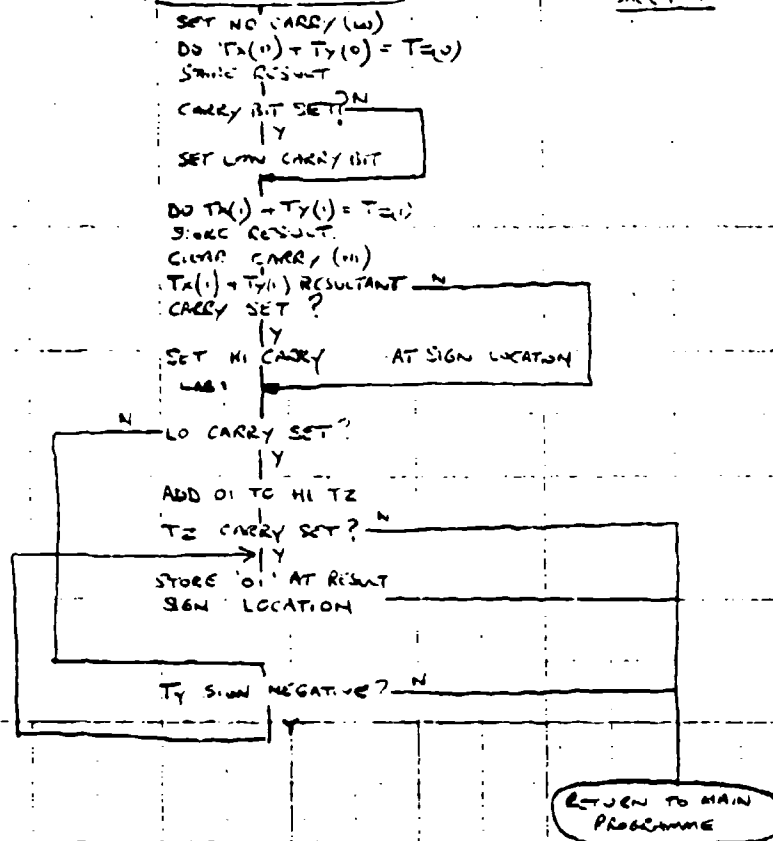 SET NO CARRY (LO)
DO Tx(0) + Ty(0) = Tz(0)
STORE RESULT
CARRY BIT SET? N
Y
SET LOW CARRY BIT
DO Tx(1) + Ty(1) = Tz(1)
STORE RESULT.
CLEAR CARRY (HI)
Tx(1) + Ty(1) RESULTANT N
CARRY SET ?
Y
SET HI CARRY AT SIGN LOCATION
LAB1
N LO CARRY SET?
Y
ADD 01 TO HI TZ
TZ CARRY SET? N
Y
STORE '01' AT RESULT
SIGN LOCATION
Ty SIGN NEGATIVE? N
Y
RETURN TO MAIN
PROGRAMME